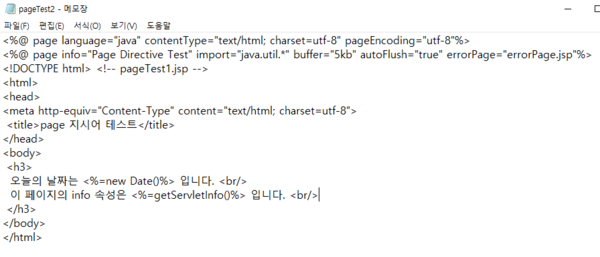 pageTest2 - 메모장
파일(F) 편집(E) 서식(O) 보기(V) 도움말
<%@ page language="java" contentType="text/html; charset=utf-8" pageEncoding="utf-8"%>
<%@ page info="Page Directive Test" import="java.util.*" buffer="5kb" autoFlush="true" errorPage="errorPage.jsp"%>
<!DOCTYPE html> <!-- pageTest1.jsp -->
<html>
<head>
<meta http-equiv="Content-Type" content="text/html; charset=utf-8">
<title>page 지시어 테스트</title>
</head>
<body>
<h3>
오늘의 날짜는 <%=new Date()%> 입니다. <br/>
이 페이지의 info 속성은 <%=getServletInfo()%> 입니다. <br/>
</h3>
</body>
</html>